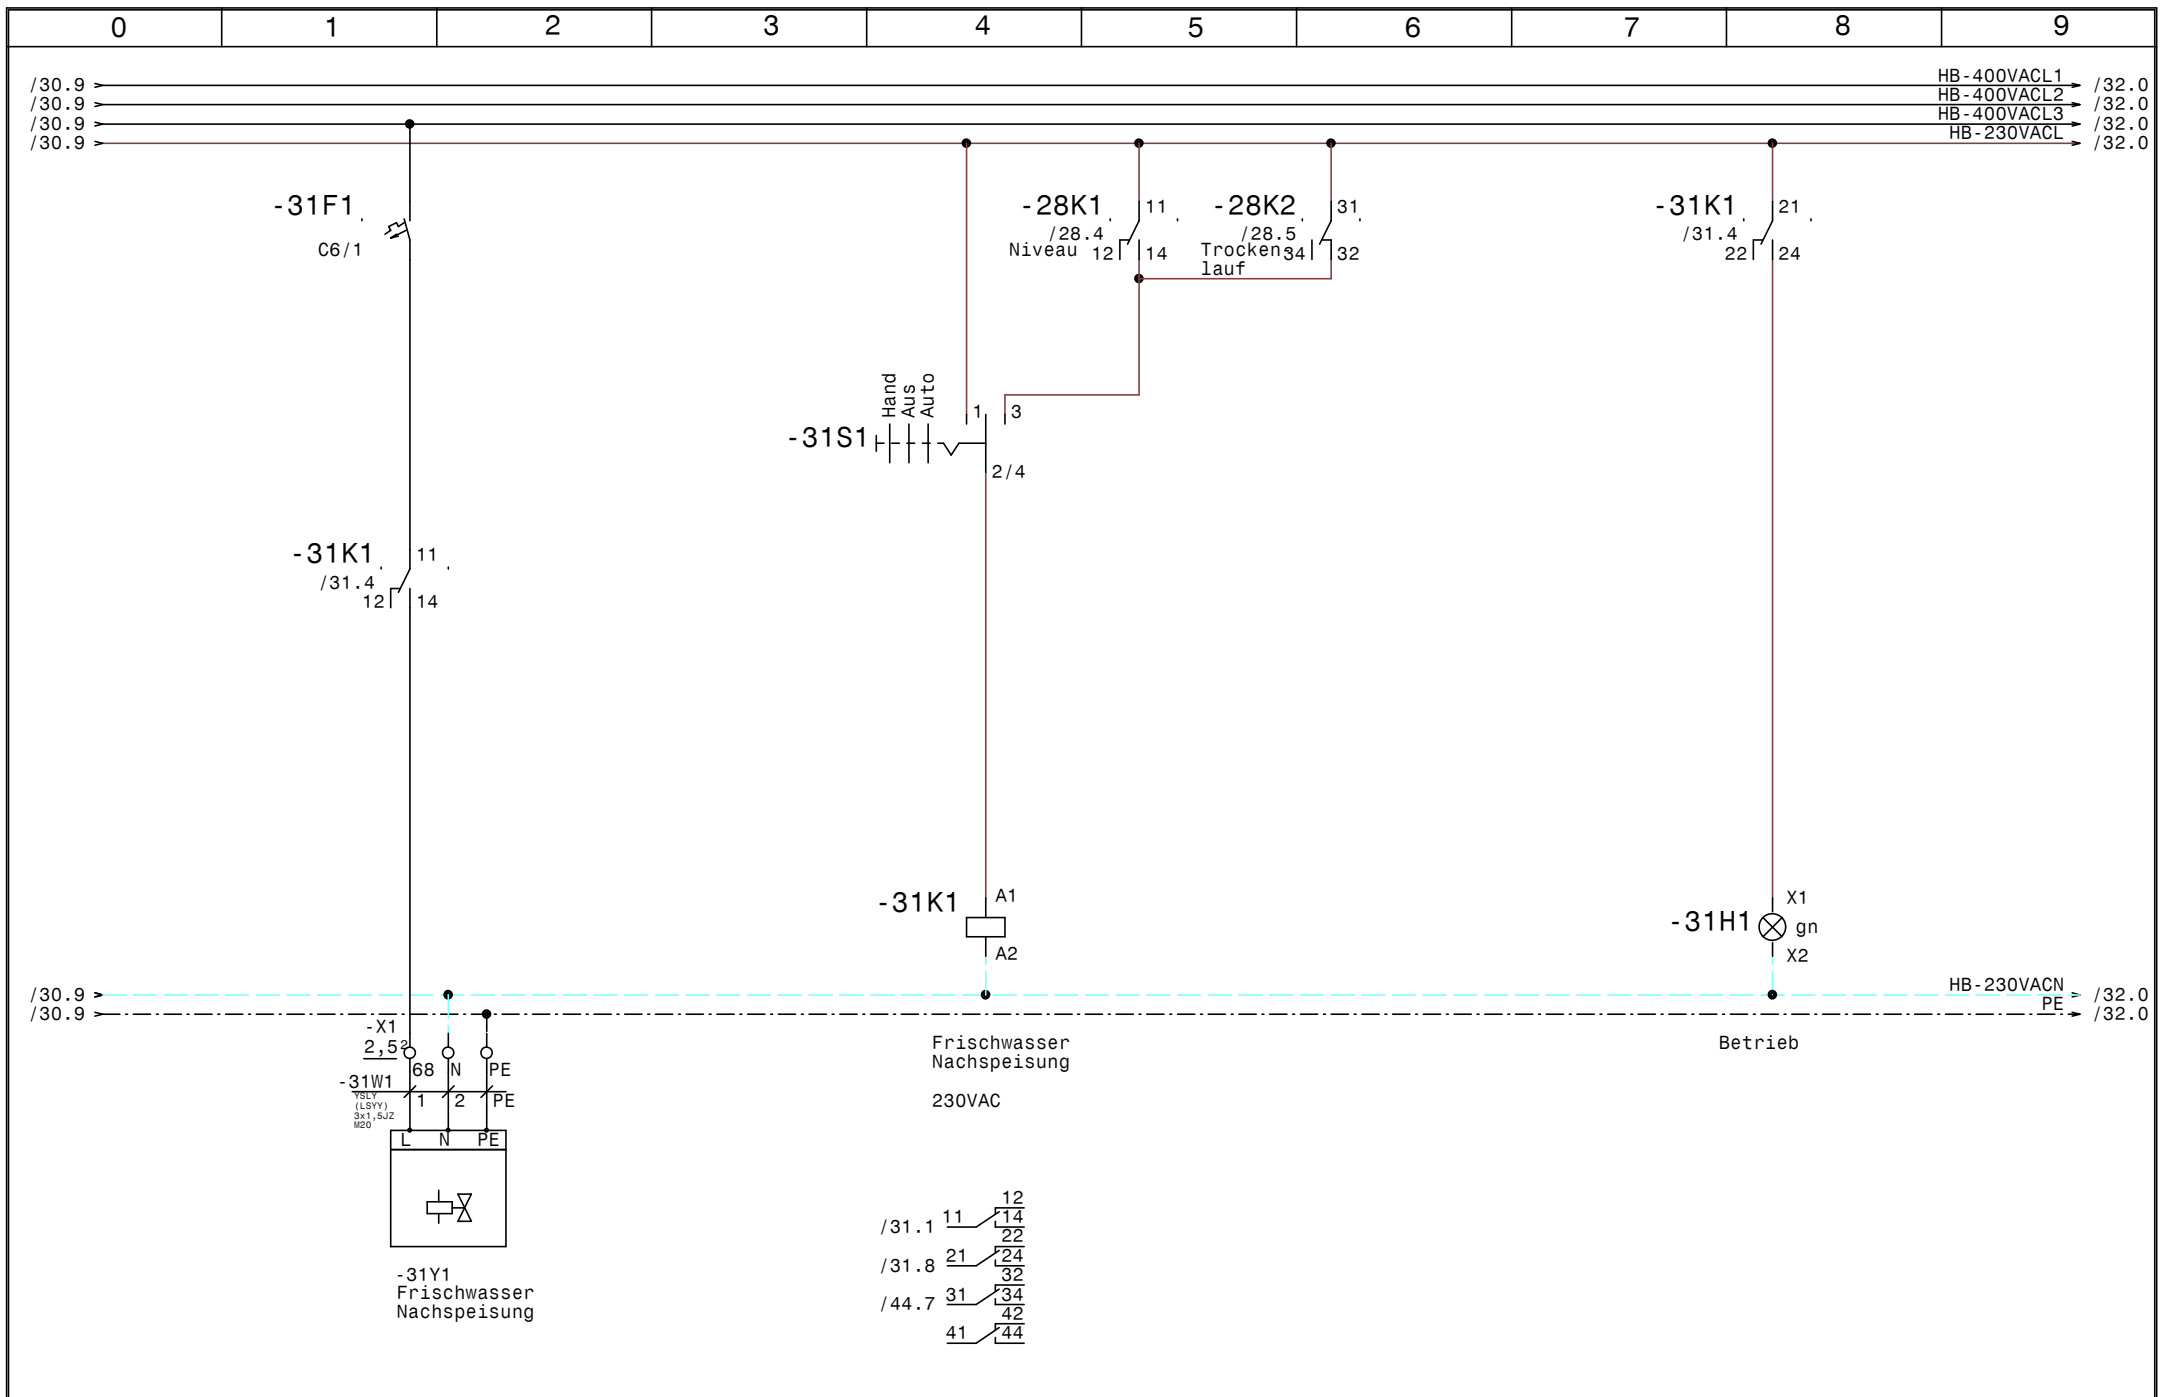 0 1 2 3 4 5 6 7 8 9
/30.9 HB-400VACL1 /32.0
/30.9 HB-400VACL2 /32.0
/30.9 HB-400VACL3 /32.0
/30.9 HB-230VACL /32.0
-31F1
C6/1
-28K1 11
/28.4
Niveau 12 14
-28K2 31
/28.5
Trocken-
lauf
34 32
-31K1 21
/31.4
22 24
Hand
Aus
Auto
1 3
-31S1
2/4
-31K1 11
/31.4
12 14
-31K1 A1
A2
X1
-31H1 gn
X2
/30.9 HB-230VACN /32.0
/30.9 PE /32.0
-X1
2,5²
68 N PE
-31W1
YSLY
(LSYY)
3x1,5JZ
M20
1 2 PE
L N PE
-31Y1
Frischwasser
Nachspeisung
Frischwasser
Nachspeisung
230VAC
Betrieb
12
/31.1 11 14
22
/31.8 21 24
32
/44.7 31 34
42
41 44